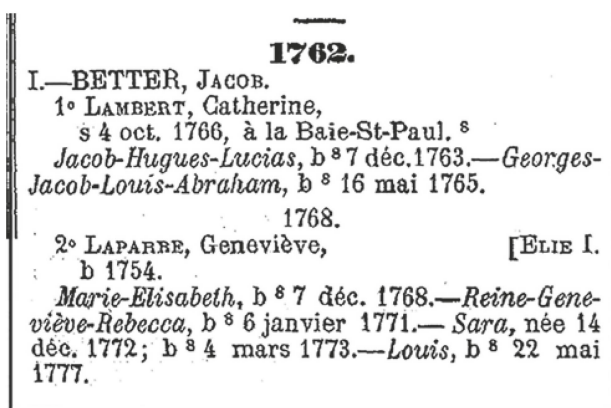 1762.
I.—BETTER, JACOB.
1° LAMBERT, Catherine,
s 4 oct. 1766, à la Baie-St-Paul. 8
Jacob-Hugues-Lucias, b 8 7 déc. 1763.—Georges-
Jacob-Louis-Abraham, b 8 16 mai 1765.
1768.
2° LAPARRE, Geneviève, [ELIE I.
b 1754.
Marie-Elisabeth, b 8 7 déc. 1768.—Reine-Gene-
viève-Rebecca, b 8 6 janvier 1771.—Sara, née 14
déc. 1772; b 8 4 mars 1773.—Louis, b 8 22 mai
1777.